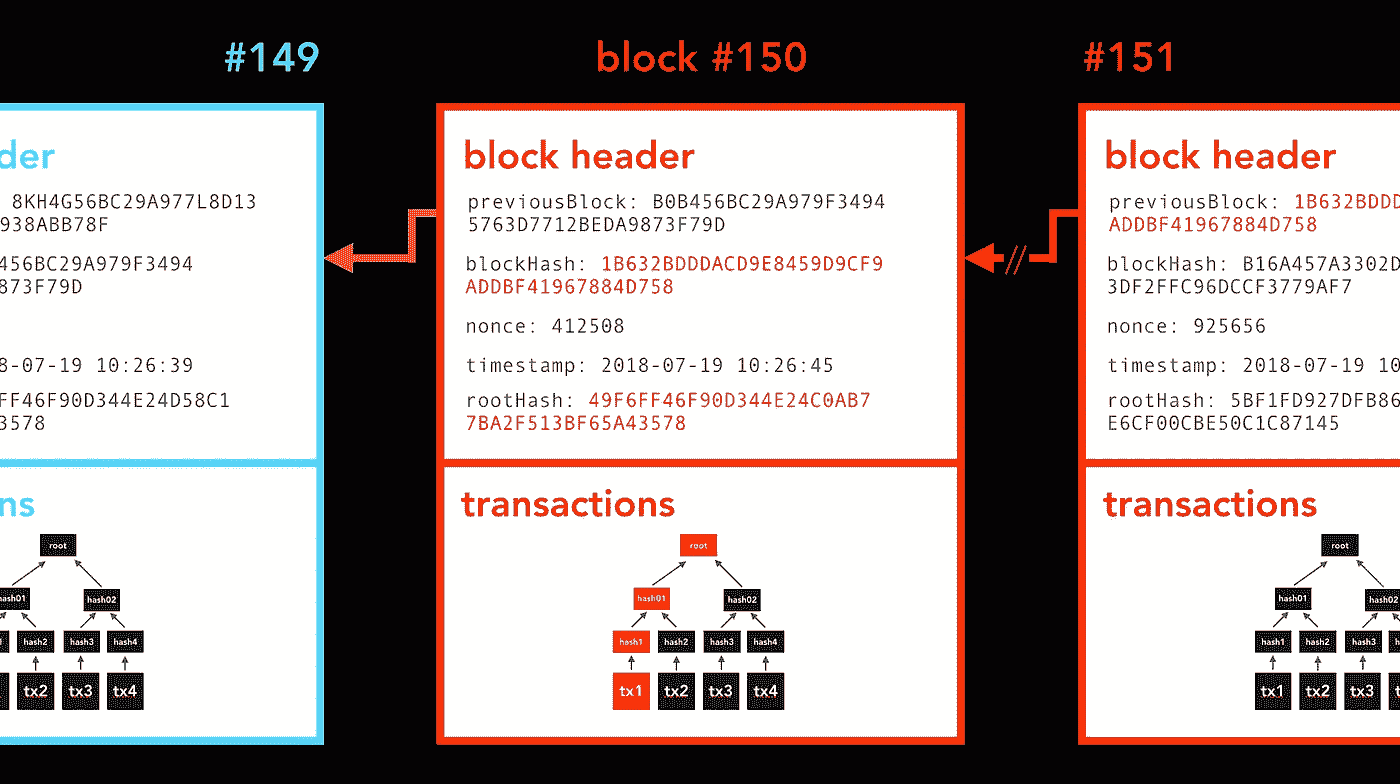 #149
block #150
#151
der
8KH4G56BC29A977L8D13
938ABB78F
456BC29A979F3494
873F79D
8-07-19 10:26:39
FF46F90D344E24D58C1
3578
ns
root
hash01 hash02
hash2 hash3 hash4
tx2 tx3 tx4
block header
previousBlock: B0B456BC29A979F3494
5763D7712BEDA9873F79D
blockHash: 1B632BDDDACD9E8459D9CF9
ADDBF41967884D758
nonce: 412508
timestamp: 2018-07-19 10:26:45
rootHash: 49F6FF46F90D344E24C0AB7
7BA2F513BF65A43578
transactions
root
hash01 hash02
hash1 hash2 hash3 hash4
tx1 tx2 tx3 tx4
block header
previousBlock: 1B632BDDD
ADDBF41967884D758
blockHash: B16A457A3302D
3DF2FFC96DCCF3779AF7
nonce: 925656
timestamp: 2018-07-19 10
rootHash: 5BF1FD927DFB86
E6CF00CBE50C1C87145
transactions
root
hash01 hash02
hash1 hash2 hash3
tx1 tx2 tx3